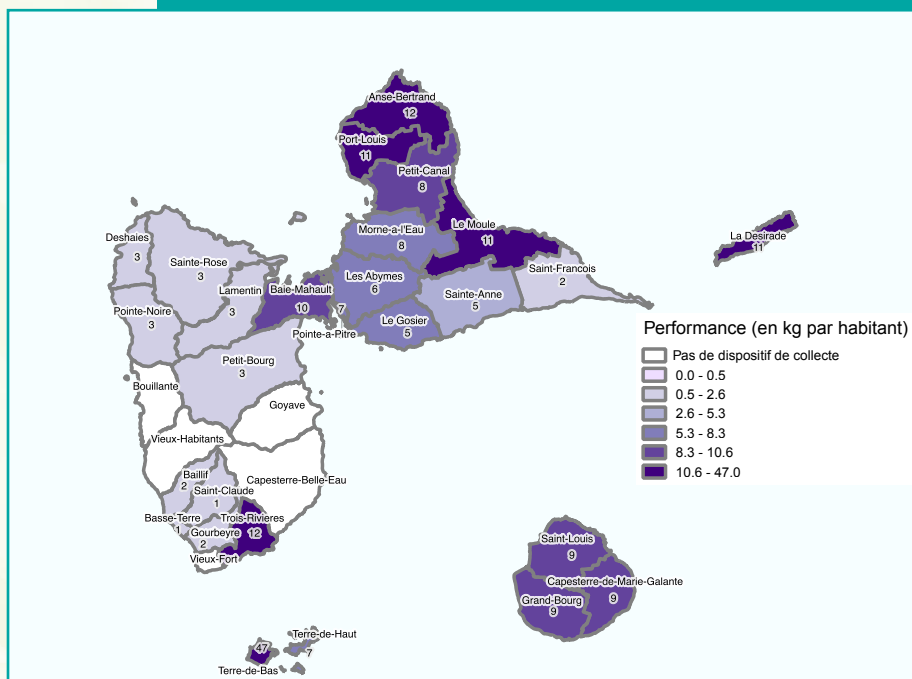 Anse-Bertrand
12
Port-Louis
11
Petit-Canal
8
Le Moule
11
Morne-a-l'Eau
8
La Desirade
11
Deshaies
3
Sainte-Rose
3
Lamentin
3
Baie-Mahault
10
Les Abymes
6
Saint-Francois
2
Sainte-Anne
5
Pointe-Noire
3
7
Pointe-a-Pitre
Le Gosier
5
Performance (en kg par habitant)
Pas de dispositif de collecte
0.0 - 0.5
0.5 - 2.6
2.6 - 5.3
5.3 - 8.3
8.3 - 10.6
10.6 - 47.0
Petit-Bourg
3
Bouillante
Goyave
Vieux-Habitants
Capesterre-Belle-Eau
Baillif
2
Saint-Claude
1
Basse-Terre
1
Gourbeyre
2
Trois-Rivieres
12
Vieux-Fort
Saint-Louis
9
Capesterre-de-Marie-Galante
9
Grand-Bourg
9
Terre-de-Haut
7
47
Terre-de-Bas